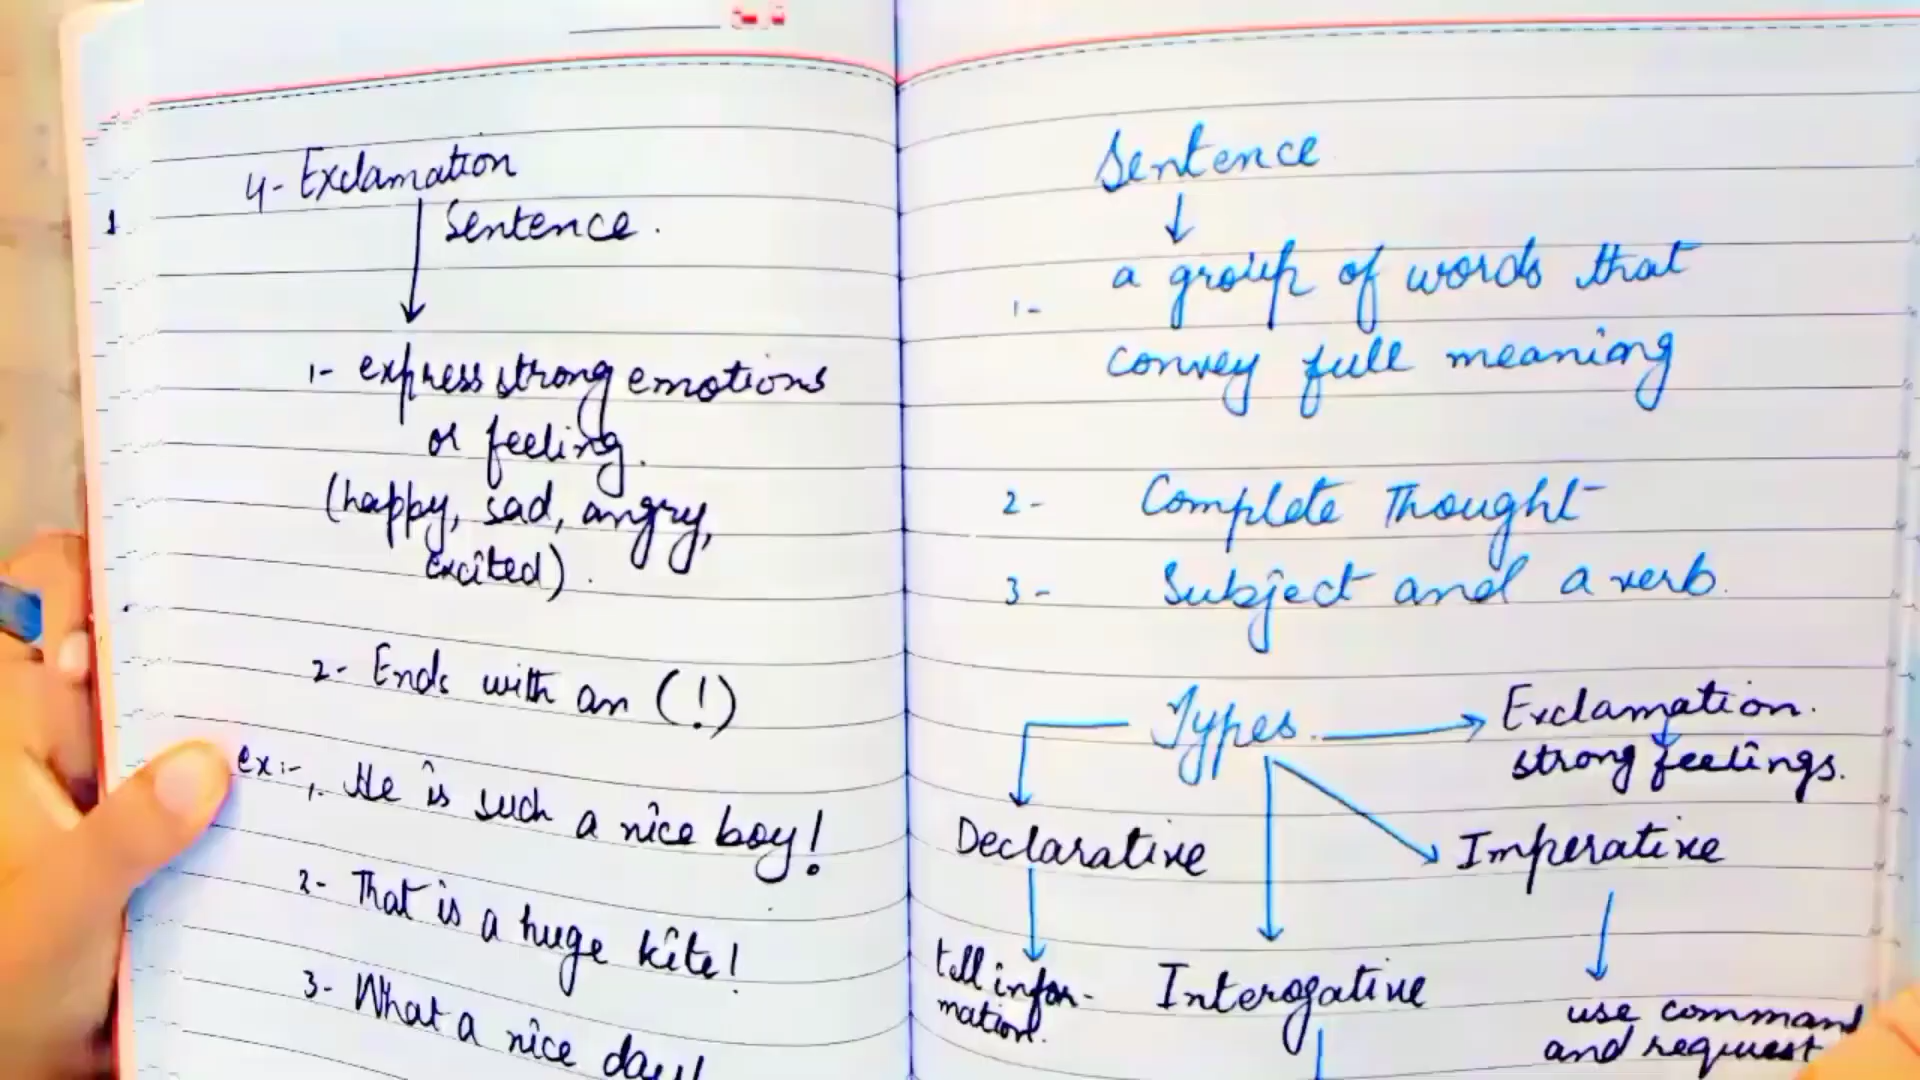 4- Exclamation
Sentence.
1- express strong emotions
or feeling.
(happy, sad, angry,
excited).
2- Ends with an (!)
ex:- 1. He is such a nice boy!
2- That is a huge kite!
3- What a nice day!
Sentence
1- a group of words that
convey full meaning
2- Complete Thought
3- Subject and a verb.
Types.
Exclamation.
strong feelings.
Declarative
Imperative
tell infor-
mation.
Interogative
use command
and request